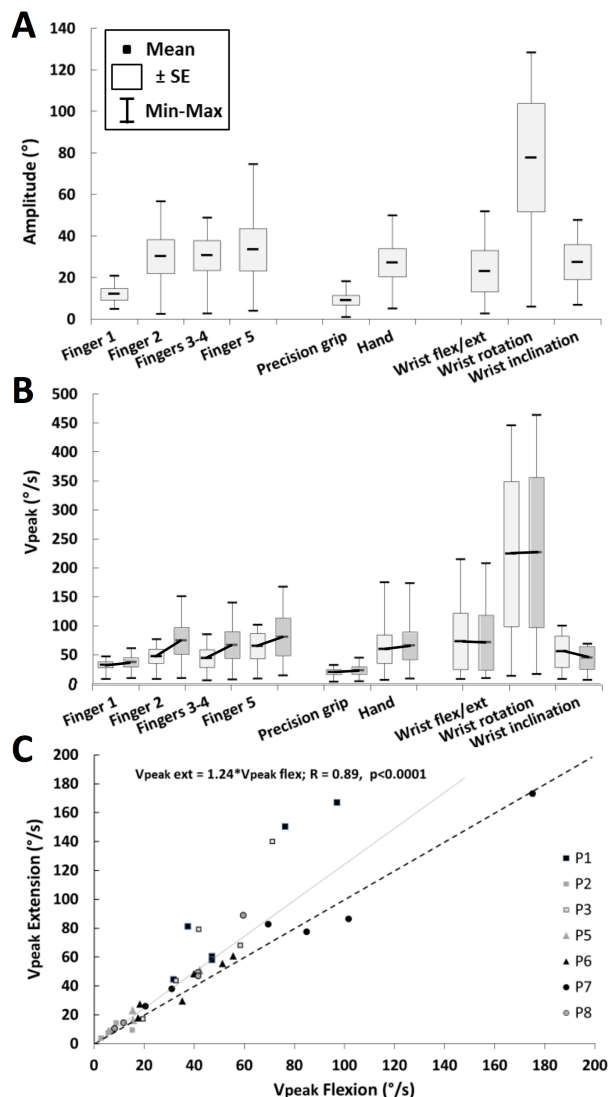 A
Amplitude (°)
140
120
100
80
60
40
20
0
Mean
± SE
Min-Max
Finger 1
Finger 2
Fingers 3-4
Finger 5
Precision grip
Hand
Wrist flex/ext
Wrist rotation
Wrist inclination
B
Vpeak (°/s)
500
450
400
350
300
250
200
150
100
50
0
Finger 1
Finger 2
Fingers 3-4
Finger 5
Precision grip
Hand
Wrist flex/ext
Wrist rotation
Wrist inclination
C
Vpeak Extension (°/s)
200
180
160
140
120
100
80
60
40
20
0
Vpeak ext = 1.24*Vpeak flex; R = 0.89, p<0.0001
P1
P2
P3
P5
P6
P7
P8
0 20 40 60 80 100 120 140 160 180 200
Vpeak Flexion (°/s)